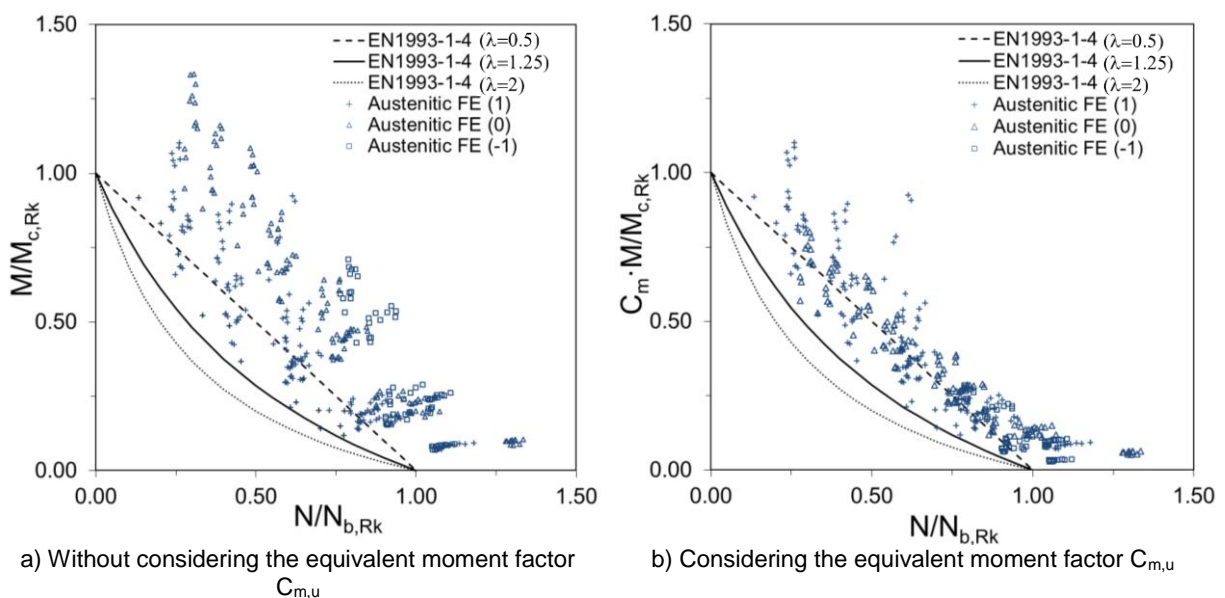 1.50
EN1993-1-4 (λ=0.5)
EN1993-1-4 (λ=1.25)
EN1993-1-4 (λ=2)
Austenitic FE (1)
Austenitic FE (0)
Austenitic FE (-1)
1.00
M/Mc,Rk
0.50
0.00
0.00 0.50 1.00 1.50
N/Nb,Rk
a) Without considering the equivalent moment factor
Cm,u
1.50
EN1993-1-4 (λ=0.5)
EN1993-1-4 (λ=1.25)
EN1993-1-4 (λ=2)
Austenitic FE (1)
Austenitic FE (0)
Austenitic FE (-1)
1.00
Cm·M/Mc,Rk
0.50
0.00
0.00 0.50 1.00 1.50
N/Nb,Rk
b) Considering the equivalent moment factor Cm,u